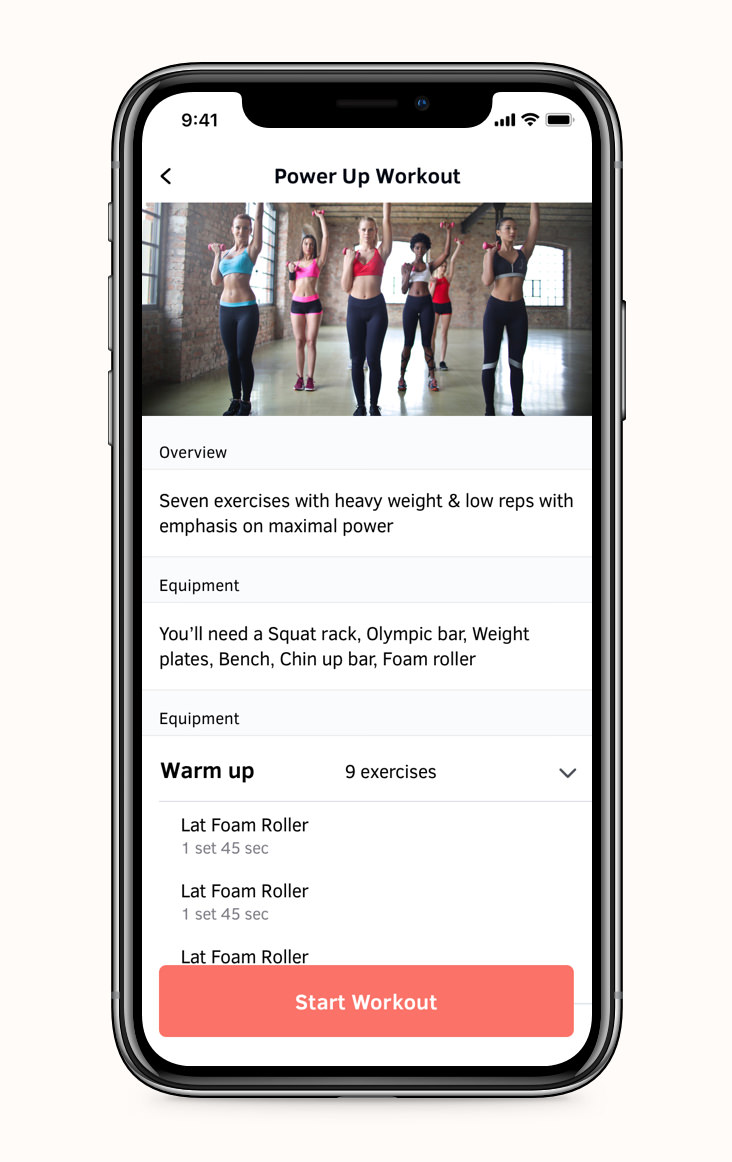 9:41
Power Up Workout
Overview
Seven exercises with heavy weight & low reps with
emphasis on maximal power
Equipment
You’ll need a Squat rack, Olympic bar, Weight
plates, Bench, Chin up bar, Foam roller
Equipment
Warm up 9 exercises
Lat Foam Roller
1 set 45 sec
Lat Foam Roller
1 set 45 sec
Lat Foam Roller
Start Workout